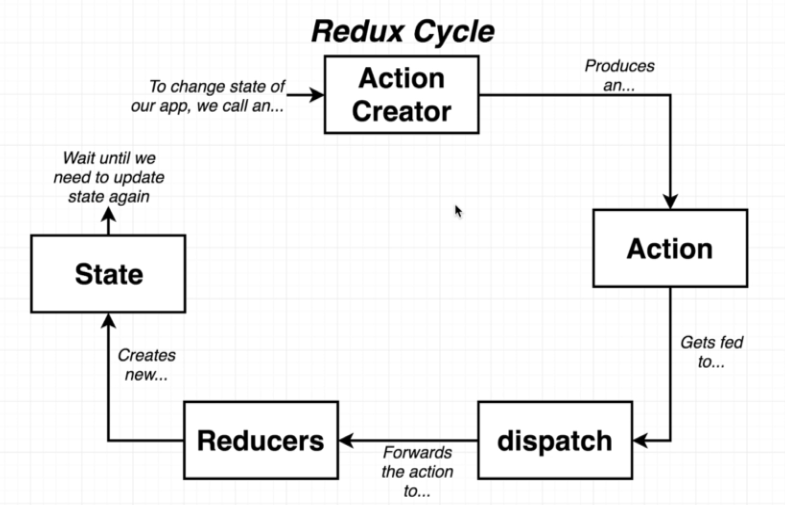 Redux Cycle
To change state of
our app, we call an...
Action
Creator
Produces
an...
Action
Gets fed
to...
dispatch
Forwards
the action
to...
Reducers
Creates
new...
State
Wait until we
need to update
state again